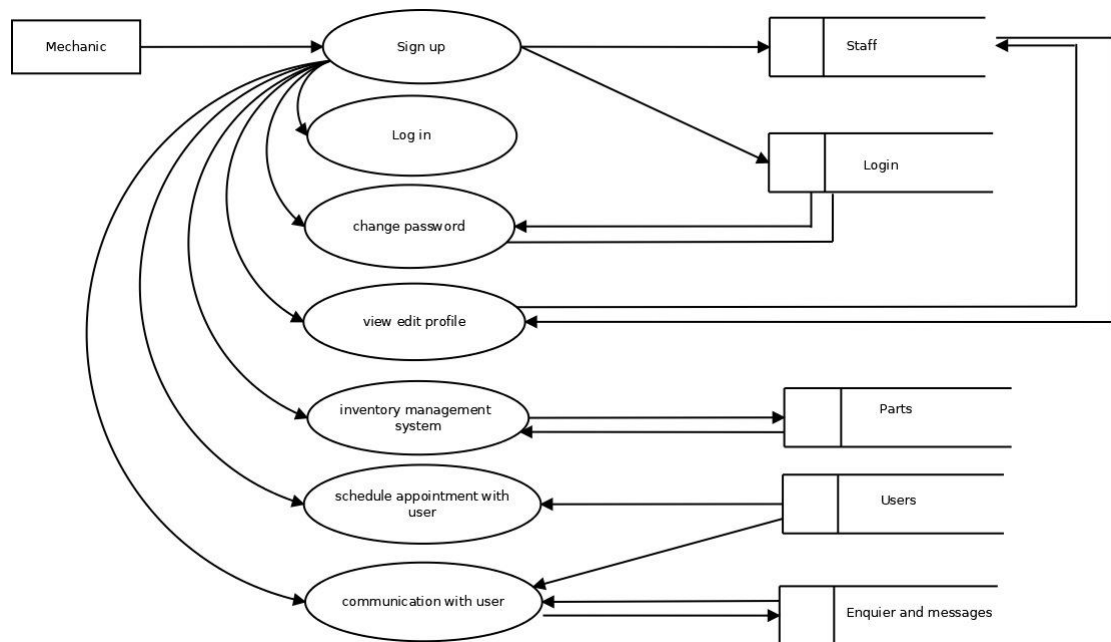 Mechanic
Sign up
Staff
Log in
Login
change password
view edit profile
inventory management
system
Parts
schedule appointment with
user
Users
communication with user
Enquier and messages